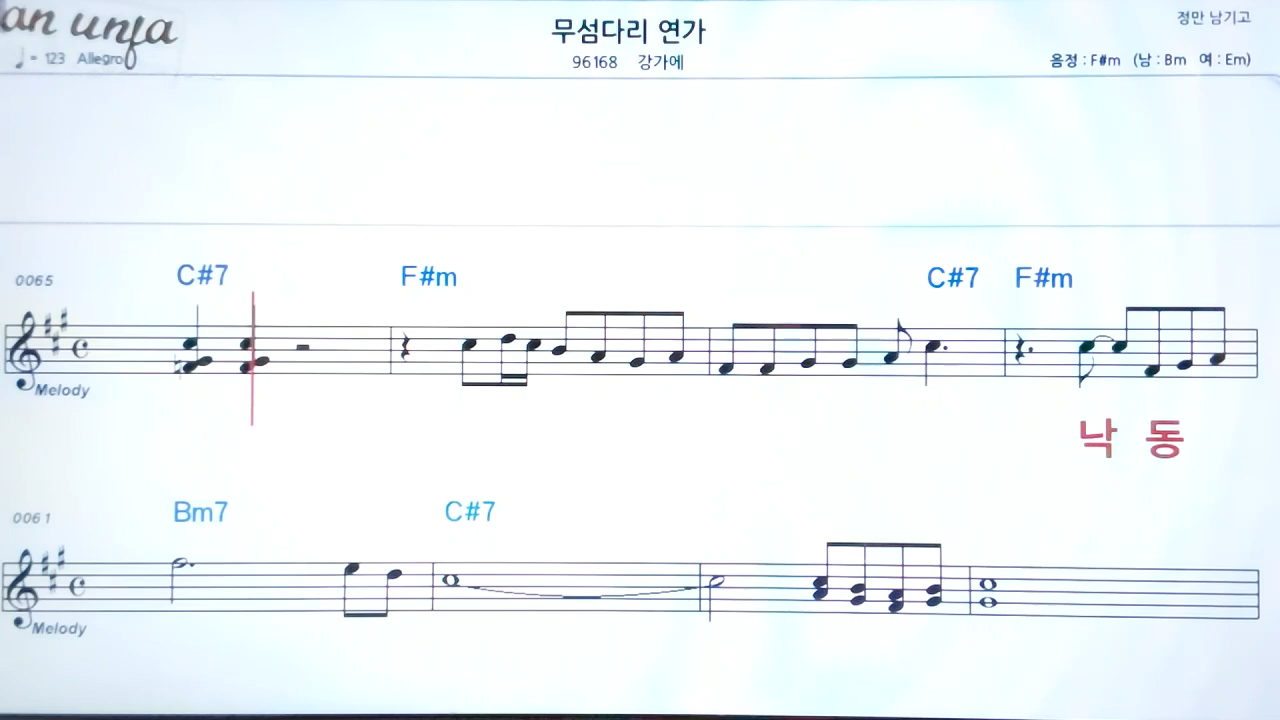 an unja
무섬다리 연가
정만 남기고
♩= 123 Allegro
96168 강가에
음정 : F#m (남 : Bm 여 : Em)
0065 C#7 F#m C#7 F#m
Melody
낙 동
0061 Bm7 C#7
Melody